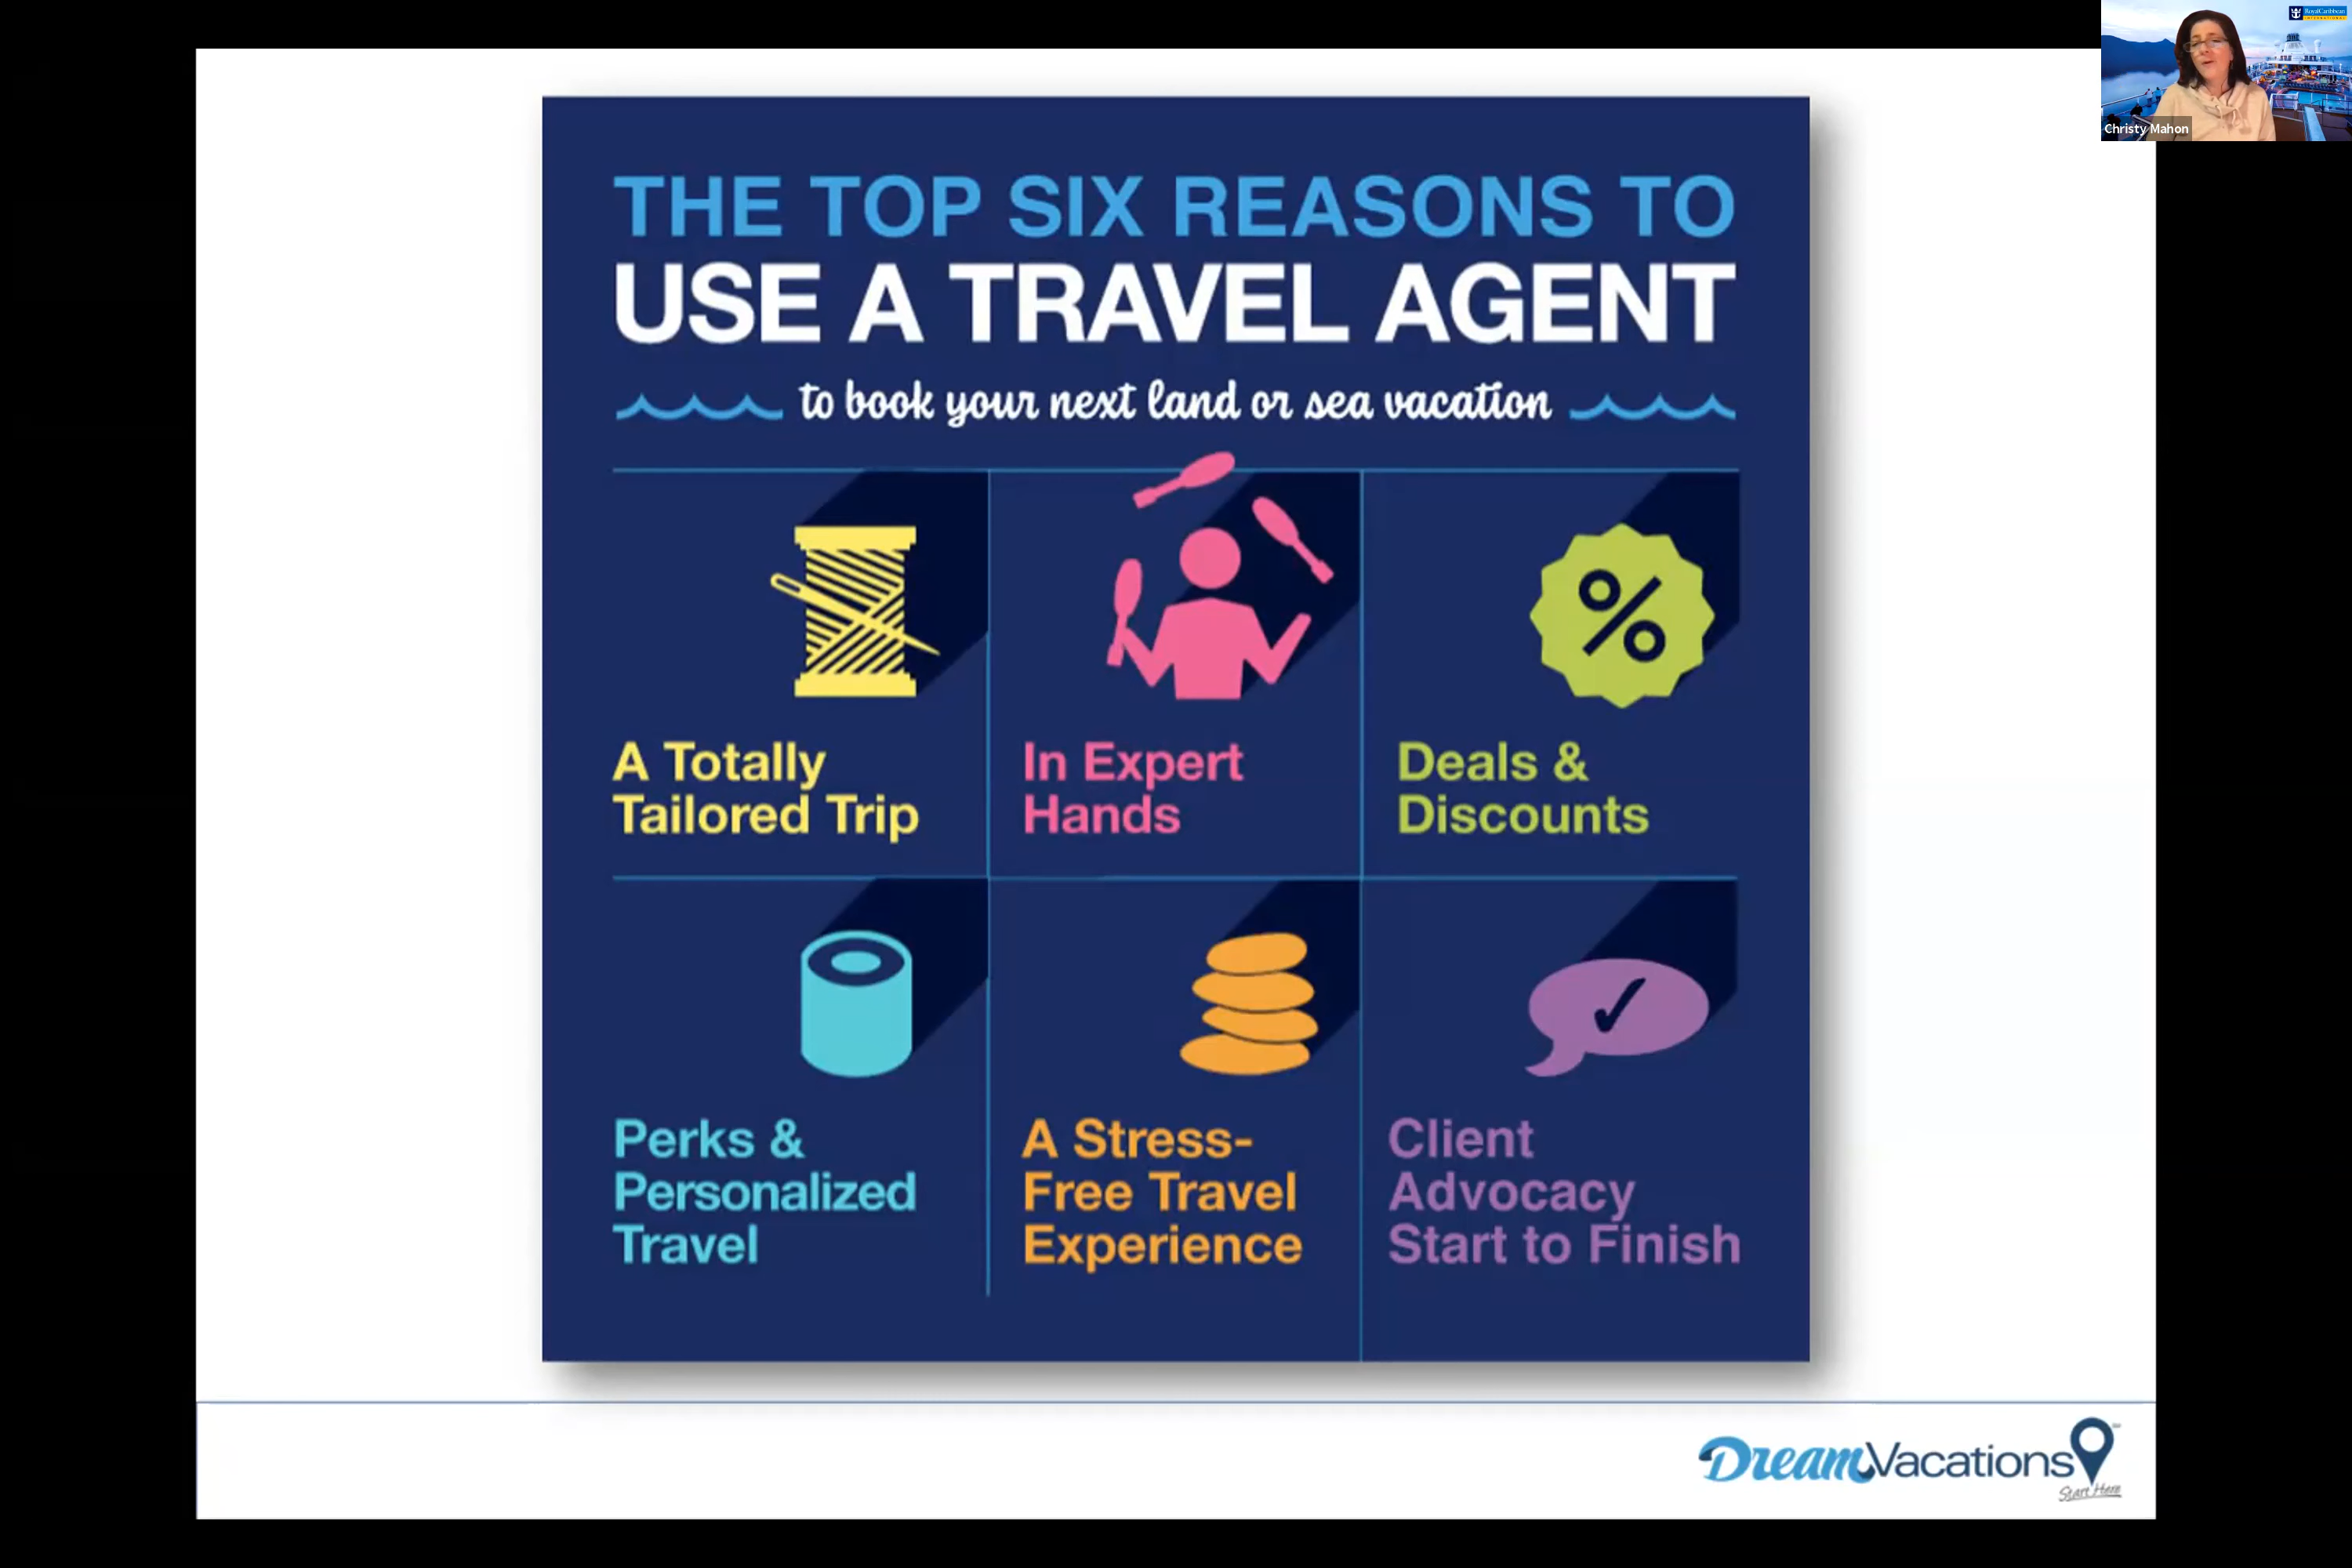 THE TOP SIX REASONS TO
USE A TRAVEL AGENT
to book your next land or sea vacation
A Totally
Tailored Trip
In Expert
Hands
Deals &
Discounts
Perks &
Personalized
Travel
A Stress-
Free Travel
Experience
Client
Advocacy
Start to Finish
DreamVacations
Start Here
RoyalCaribbean
INTERNATIONAL
Christy Mahon